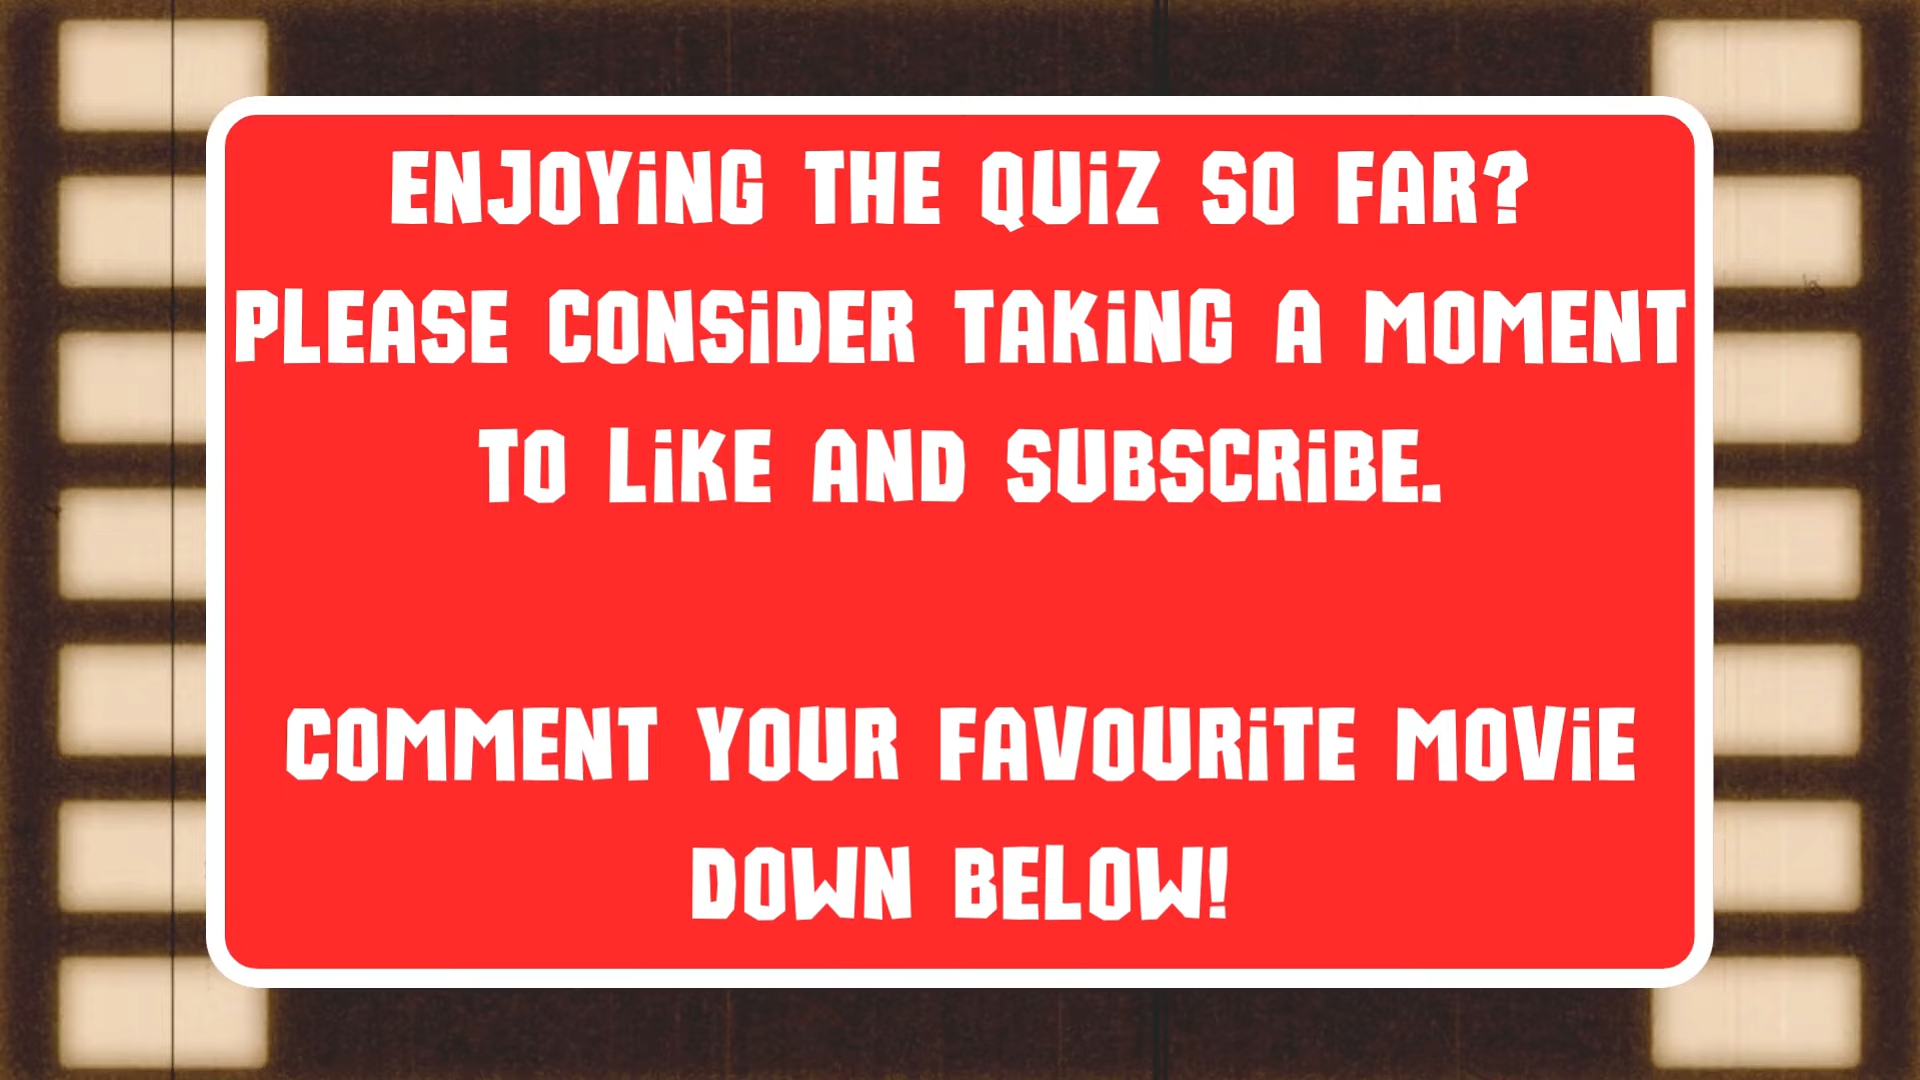 ENJOYiNG THE QUiZ SO FAR?
PLEASE CONSiDER TAKiNG A MOMENT
TO LiKE AND SUBSCRiBE.
COMMENT YOUR FAVOURiTE MOViE
DOWN BELOW!